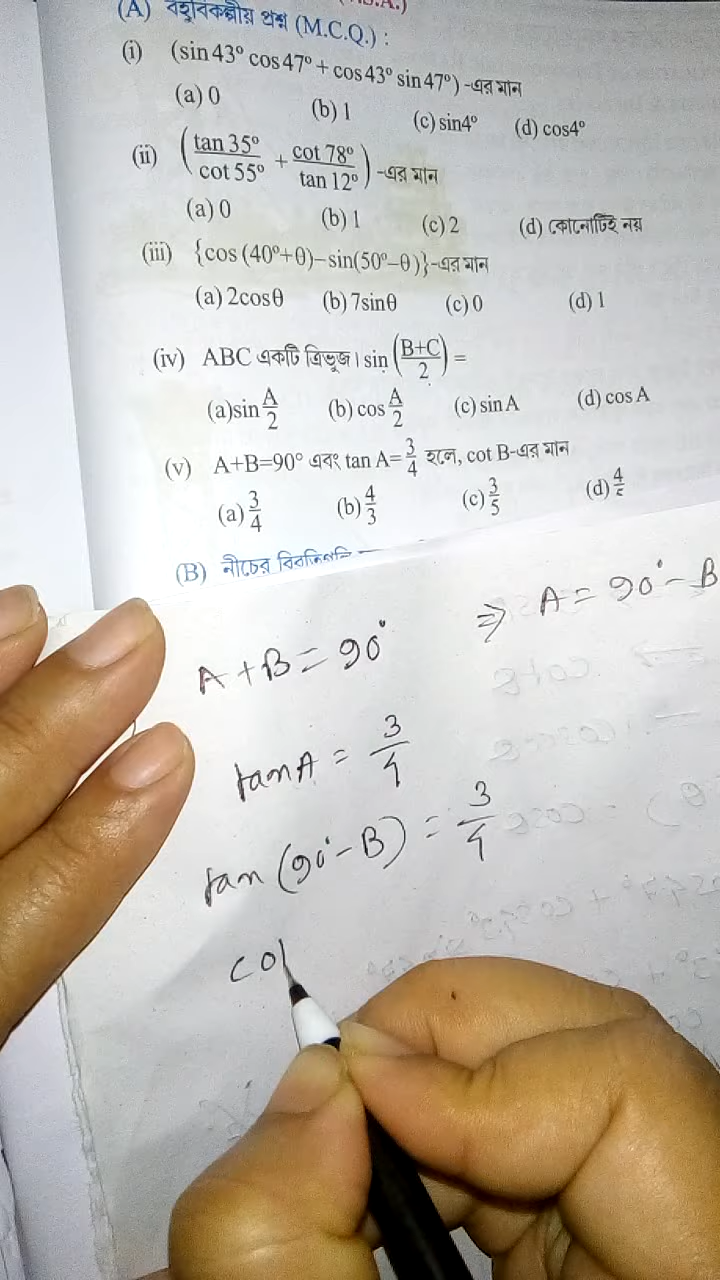 (A) বহুবিকল্পীয় প্রশ্ন (M.C.Q.) :
(i) (sin 43° cos 47° + cos 43° sin 47°) -এর মান
(a) 0 (b) 1 (c) sin4° (d) cos4°
(ii) (tan 35°/cot 55° + cot 78°/tan 12°) -এর মান
(a) 0 (b) 1 (c) 2 (d) কোনোটিই নয়
(iii) {cos (40°+θ)–sin(50°–θ)}-এর মান
(a) 2cosθ (b) 7sinθ (c) 0 (d) 1
(iv) ABC একটি ত্রিভুজ। sin (B+C/2) =
(a)sin A/2 (b) cos A/2 (c) sin A (d) cos A
(v) A+B=90° এবং tan A= 3/4 হলে, cot B-এর মান
(a) 3/4 (b) 4/3 (c) 3/5 (d) 4/5
(B) নীচের
A + B = 90° ⇒ A = 90° – B
tan A = 3/4
tan (90° – B) = 3/4
cot